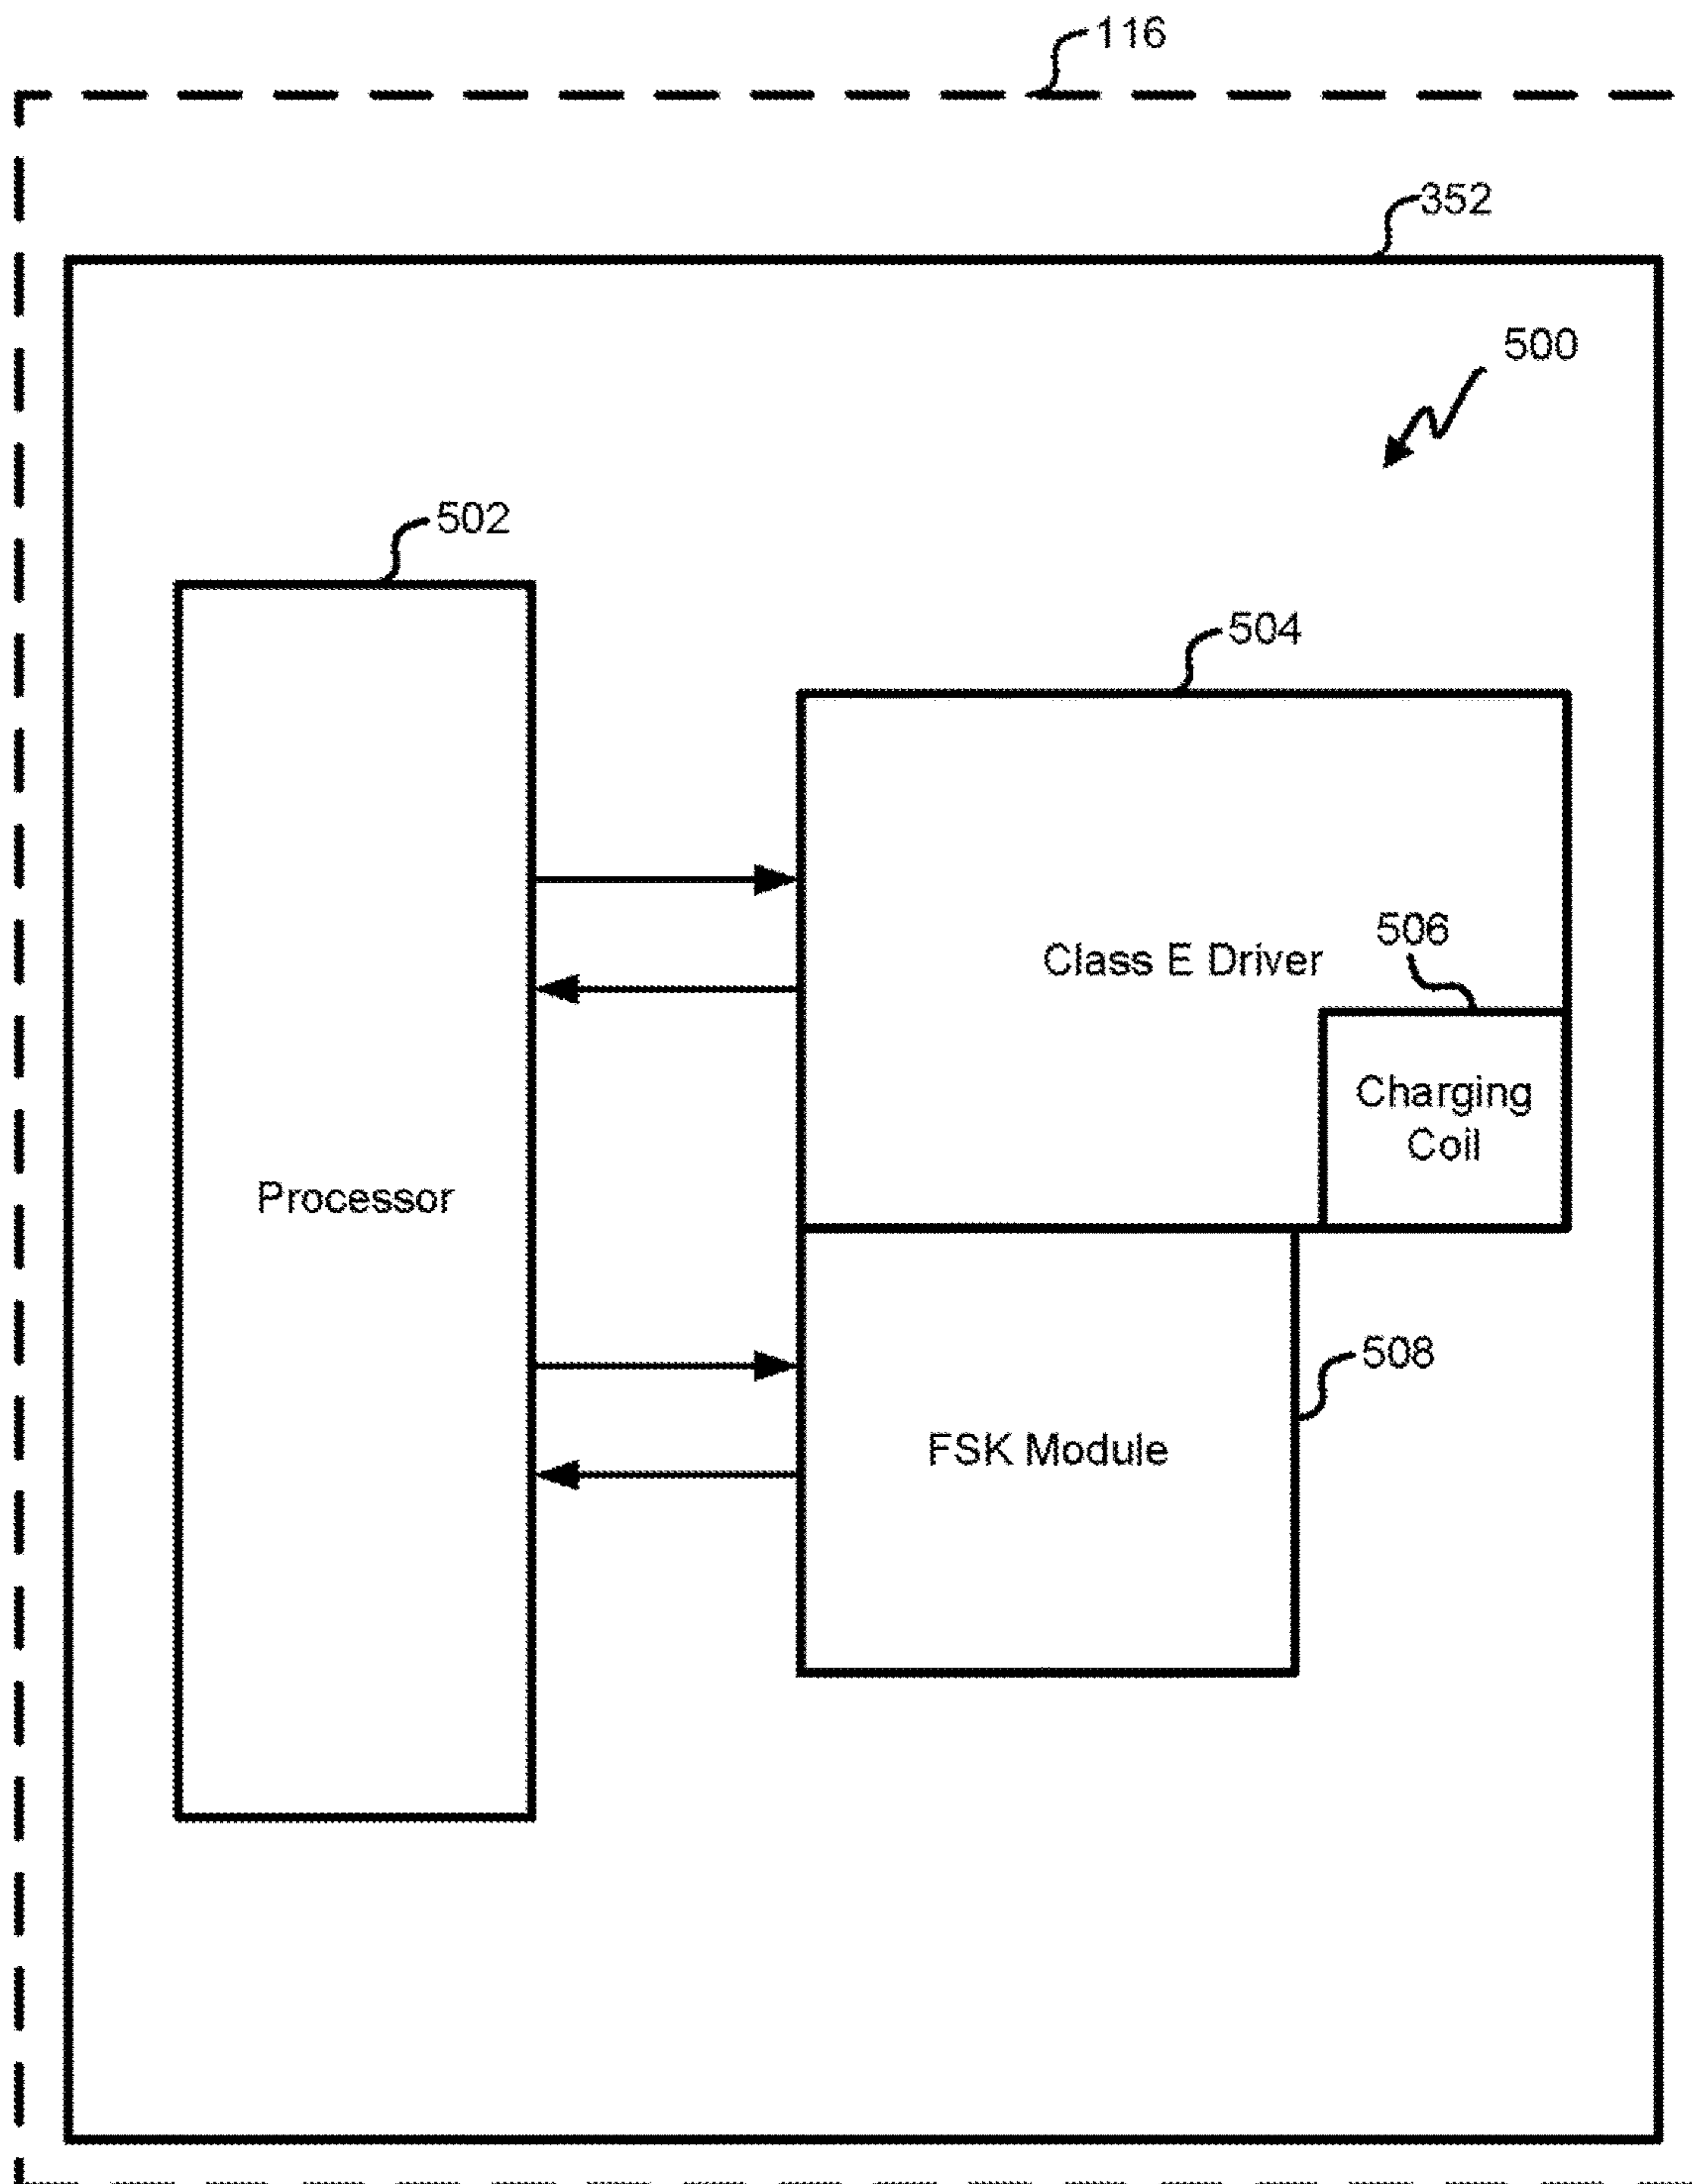 116
352
500
502
504
Class E Driver
506
Charging
Coil
Processor
508
FSK Module